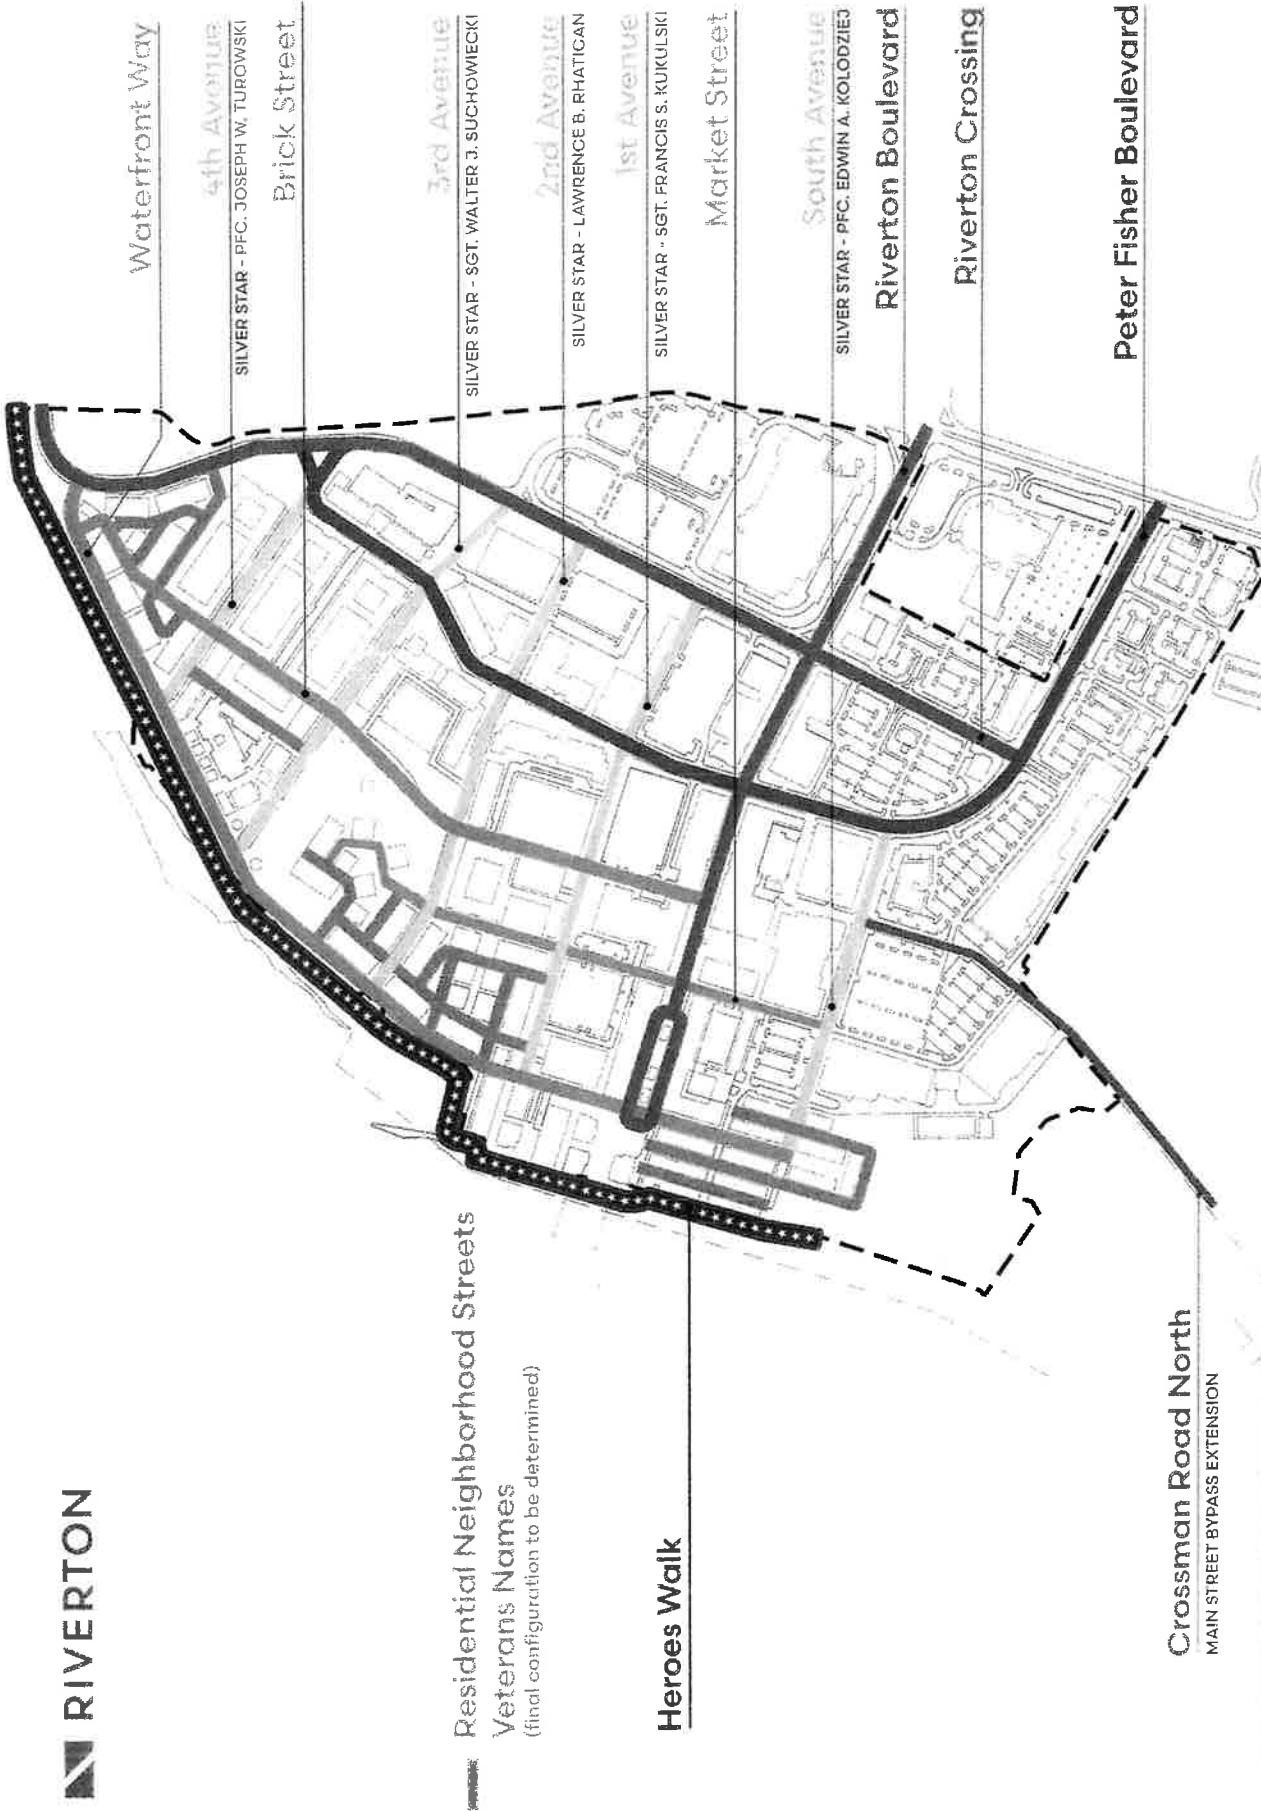 RIVERTON
Residential Neighborhood Streets
Veterans Names
(final configuration to be determined)
Heroes Walk
Crossman Road North
MAIN STREET BYPASS EXTENSION
Waterfront Way
4th Avenue
SILVER STAR - PFC. JOSEPH W. TUROWSKI
Brick Street
3rd Avenue
SILVER STAR - SGT. WALTER J. SUCHOWIECKI
2nd Avenue
SILVER STAR - LAWRENCE B. RHATICAN
1st Avenue
SILVER STAR - SGT. FRANCIS S. KUKULSKI
Market Street
South Avenue
SILVER STAR - PFC. EDWIN A. KOLODZIEJ
Riverton Boulevard
Riverton Crossing
Peter Fisher Boulevard